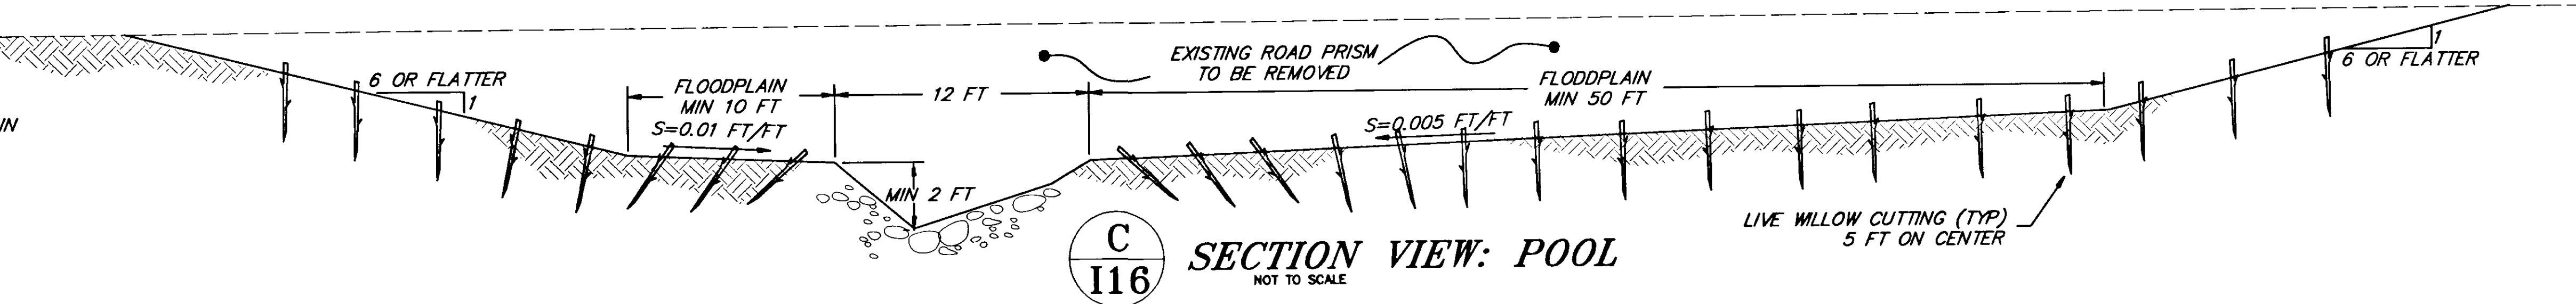 EXISTING ROAD PRISM
TO BE REMOVED
6 OR FLATTER
1
FLOODPLAIN
MIN 10 FT
S=0.01 FT/FT
12 FT
FLODDPLAIN
MIN 50 FT
S=0.005 FT/FT
1
6 OR FLATTER
IN
MIN 2 FT
LIVE WILLOW CUTTING (TYP)
5 FT ON CENTER
C
I16
SECTION VIEW: POOL
NOT TO SCALE